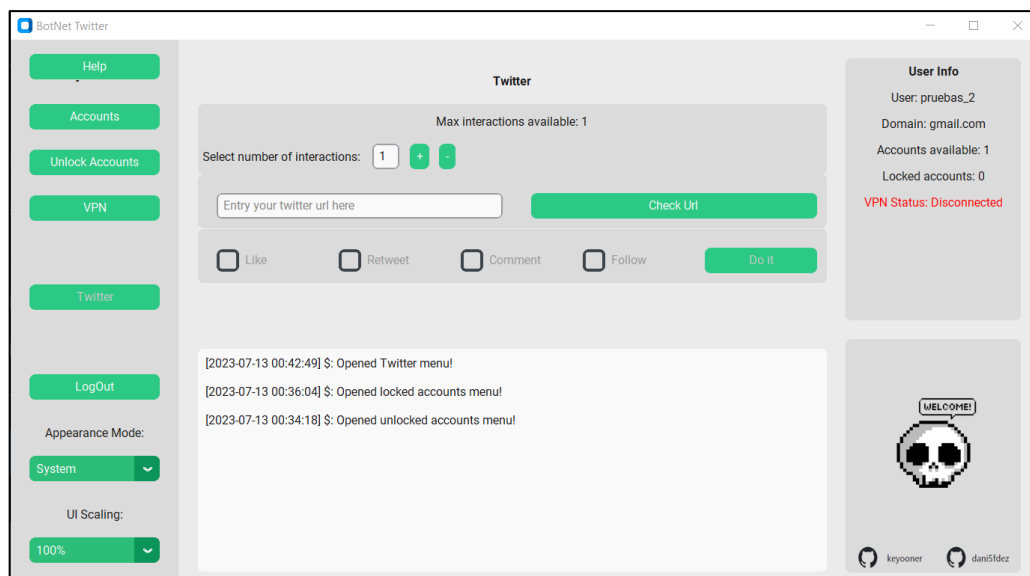 BotNet Twitter
Help
Accounts
Unlock Accounts
VPN
Twitter
LogOut
Appearance Mode:
System
UI Scaling:
100%
Twitter
Max interactions available: 1
Select number of interactions: 1 + -
Entry your twitter url here
Check Url
Like Retweet Comment Follow Do it
[2023-07-13 00:42:49] $: Opened Twitter menu!
[2023-07-13 00:36:04] $: Opened locked accounts menu!
[2023-07-13 00:34:18] $: Opened unlocked accounts menu!
User Info
User: pruebas_2
Domain: gmail.com
Accounts available: 1
Locked accounts: 0
VPN Status: Disconnected
WELCOME!
keyooner dani5fdez